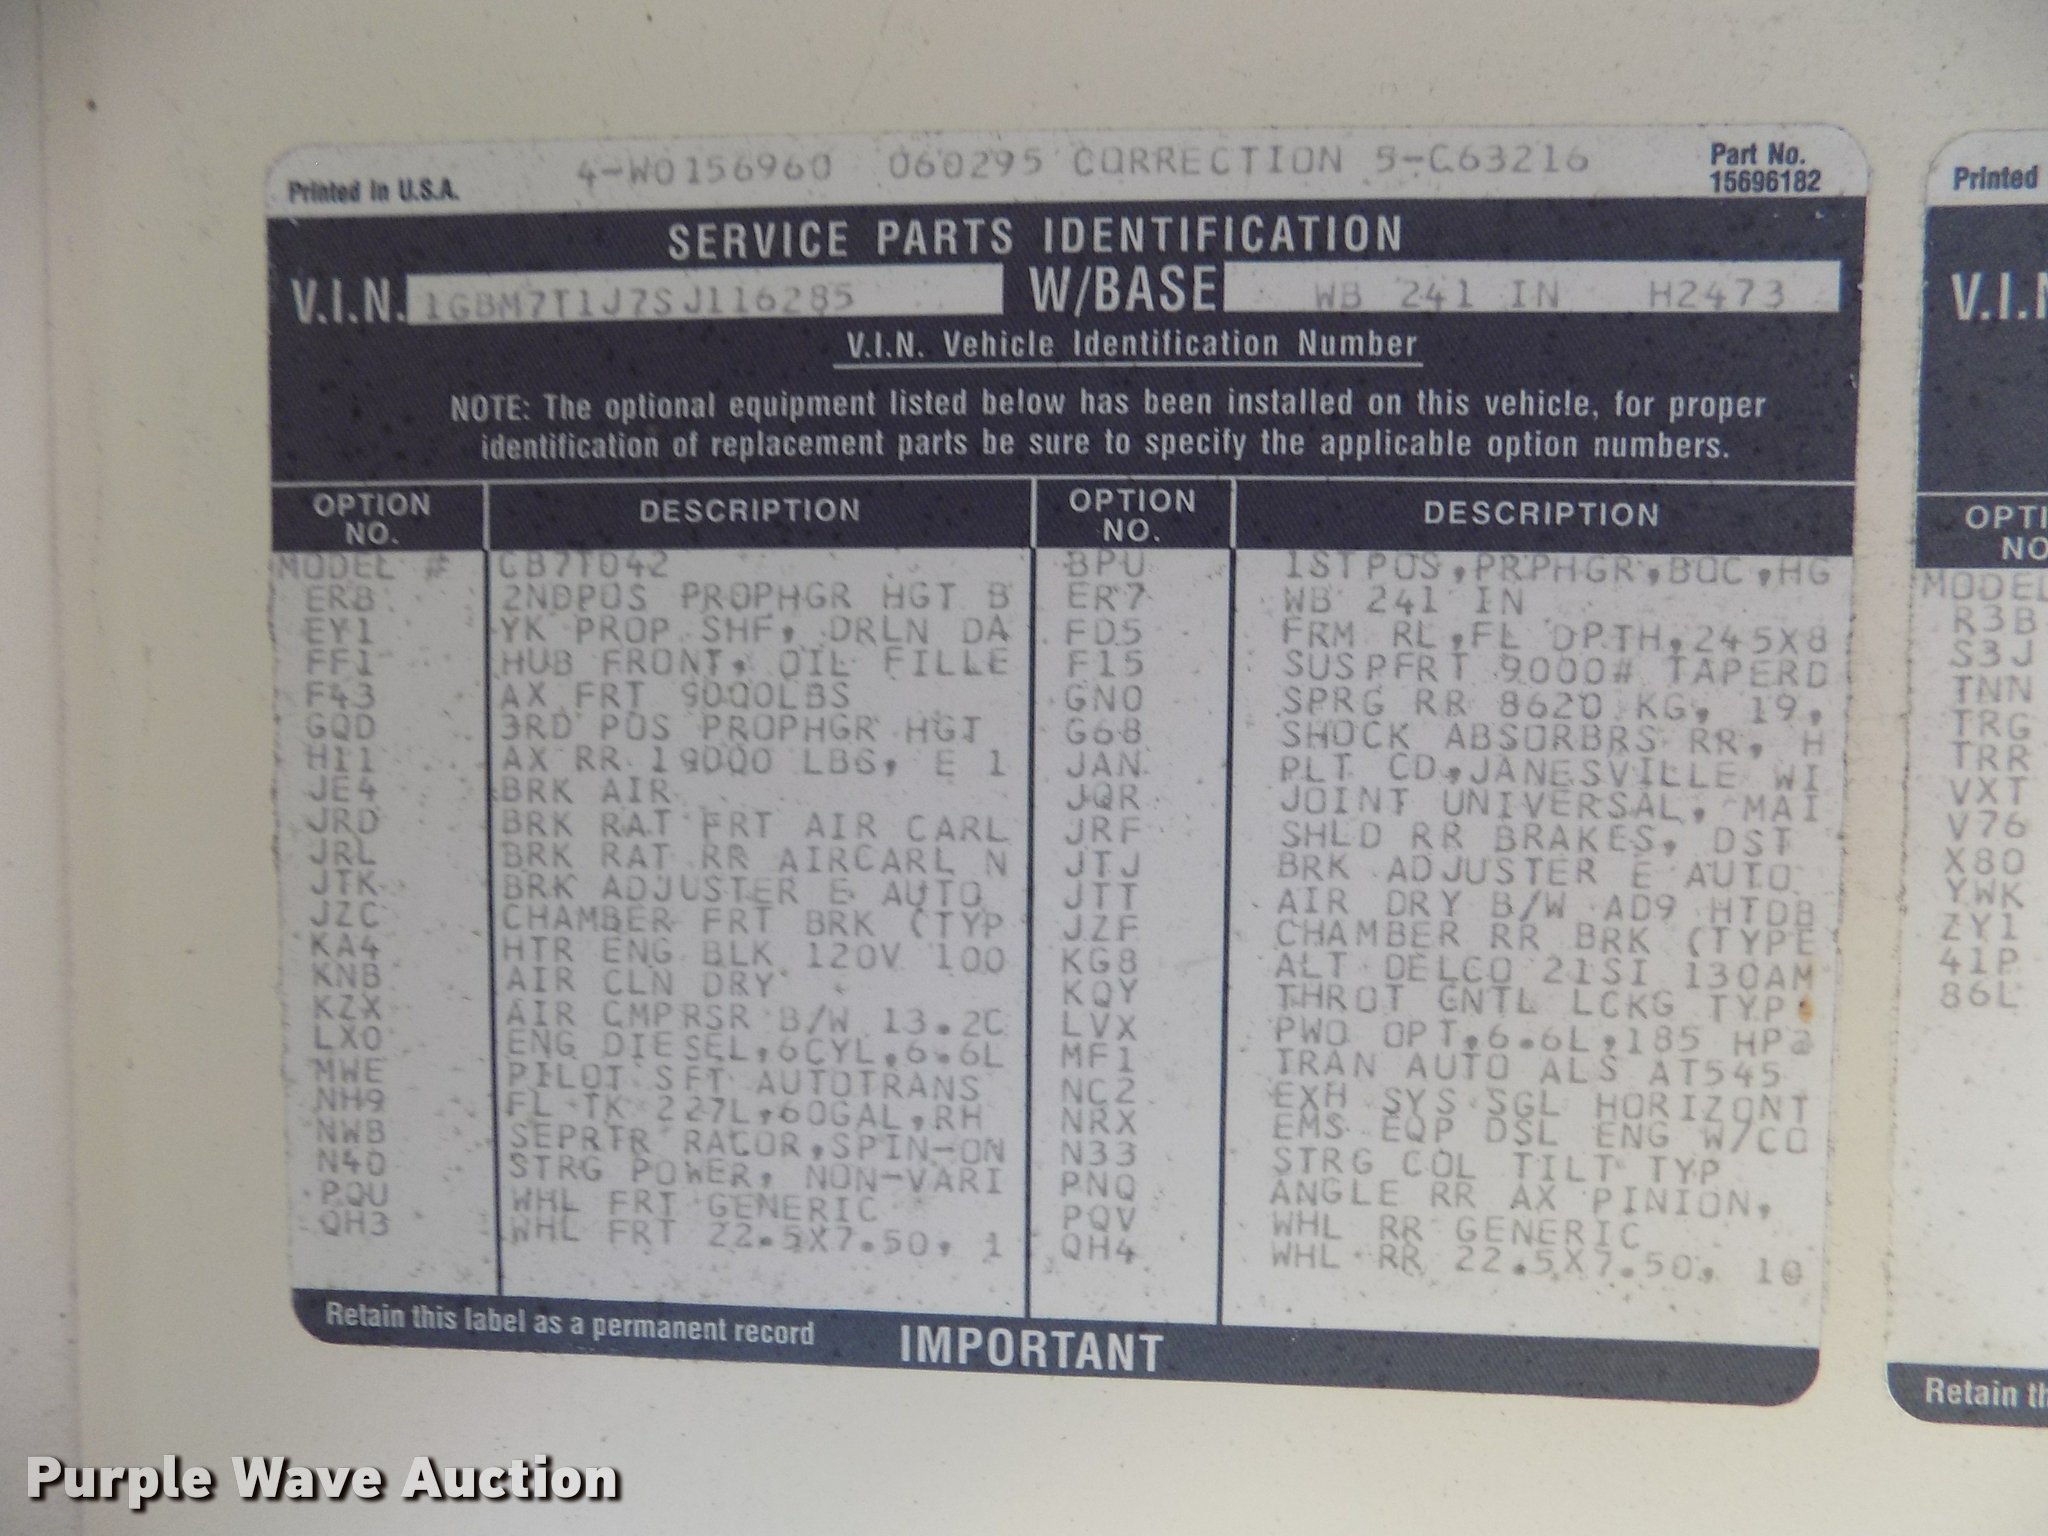 4-W0156960 060295 CORRECTION 5-C63216
Printed in U.S.A.
Part No.
15696182
SERVICE PARTS IDENTIFICATION
V.I.N. 1GBM7T1J7SJ116285 W/BASE WB 241 IN H2473
V.I.N. Vehicle Identification Number
NOTE: The optional equipment listed below has been installed on this vehicle, for proper
identification of replacement parts be sure to specify the applicable option numbers.
OPTION NO. DESCRIPTION OPTION NO. DESCRIPTION
MODEL # CB7T042 BPU 1STPOS,PRPHGR,BOC,HG
ER8 2NDPOS PROPHGR HGT B ER7 WB 241 IN
EY1 YK PROP SHF, DRLN DA FD5 FRM RL,FL DPTH,245X8
FF1 HUB FRONT, OIL FILLE F15 SUSPFRT 9000# TAPERD
F43 AX FRT 9000LBS GNO SPRG RR 8620 KG, 19,
GQD 3RD POS PROPHGR HGT G68 SHOCK ABSORBRS RR, H
H11 AX RR 19000 LBS, E 1 JAN PLT CD,JANESVILLE WI
JE4 BRK AIR JQR JOINT UNIVERSAL, MAI
JRD BRK RAT FRT AIR CARL JRF SHLD RR BRAKES, DST
JRL BRK RAT RR AIRCARL N JTJ BRK ADJUSTER E AUTO
JTK BRK ADJUSTER E AUTO JTT AIR DRY B/W AD9 HTDB
JZC CHAMBER FRT BRK (TYP JZF CHAMBER RR BRK (TYPE
KA4 HTR ENG BLK 120V 100 KG8 ALT DELCO 21SI 130AM
KNB AIR CLN DRY KQY THROT CNTL LCKG TYP
KZX AIR CMPRSR B/W 13.2C LVX PWO OPT,6.6L,185 HP@
LXO ENG DIESEL,6CYL,6.6L MF1 TRAN AUTO ALS AT545
MWE PILOT SFT AUTOTRANS NC2 EXH SYS SGL HORIZONT
NH9 FL TK 227L,60GAL,RH NRX EMS EQP DSL ENG W/CO
NWB SEPRTR RACOR,SPIN-ON N33 STRG COL TILT TYP
N40 STRG POWER, NON-VARI PNQ ANGLE RR AX PINION,
PQU WHL FRT GENERIC PQV WHL RR GENERIC
QH3 WHL FRT 22.5X7.50, 1 QH4 WHL RR 22.5X7.50, 10
Retain this label as a permanent record IMPORTANT
Printed
V.I.N
OPTI
NO
MODEL
R3B
S3J
TNN
TRG
TRR
VXT
V76
X80
YWK
ZY1
41P
86L
Retain th
Purple Wave Auction